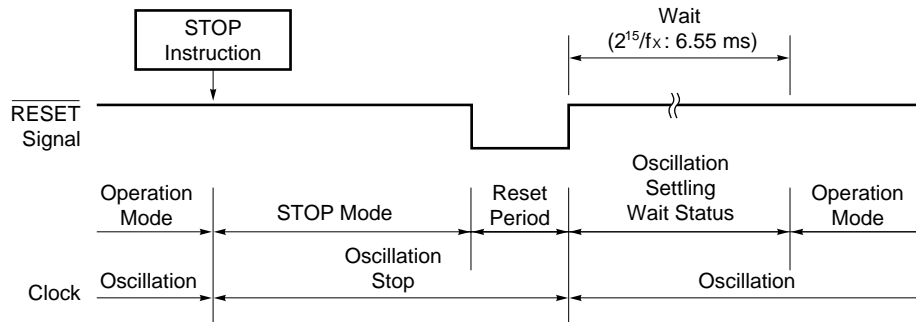 STOP
Instruction
Wait
(2¹⁵/fx : 6.55 ms)
RESET
Signal
Operation
Mode
STOP Mode
Reset
Period
Oscillation
Settling
Wait Status
Operation
Mode
Clock
Oscillation
Oscillation
Stop
Oscillation